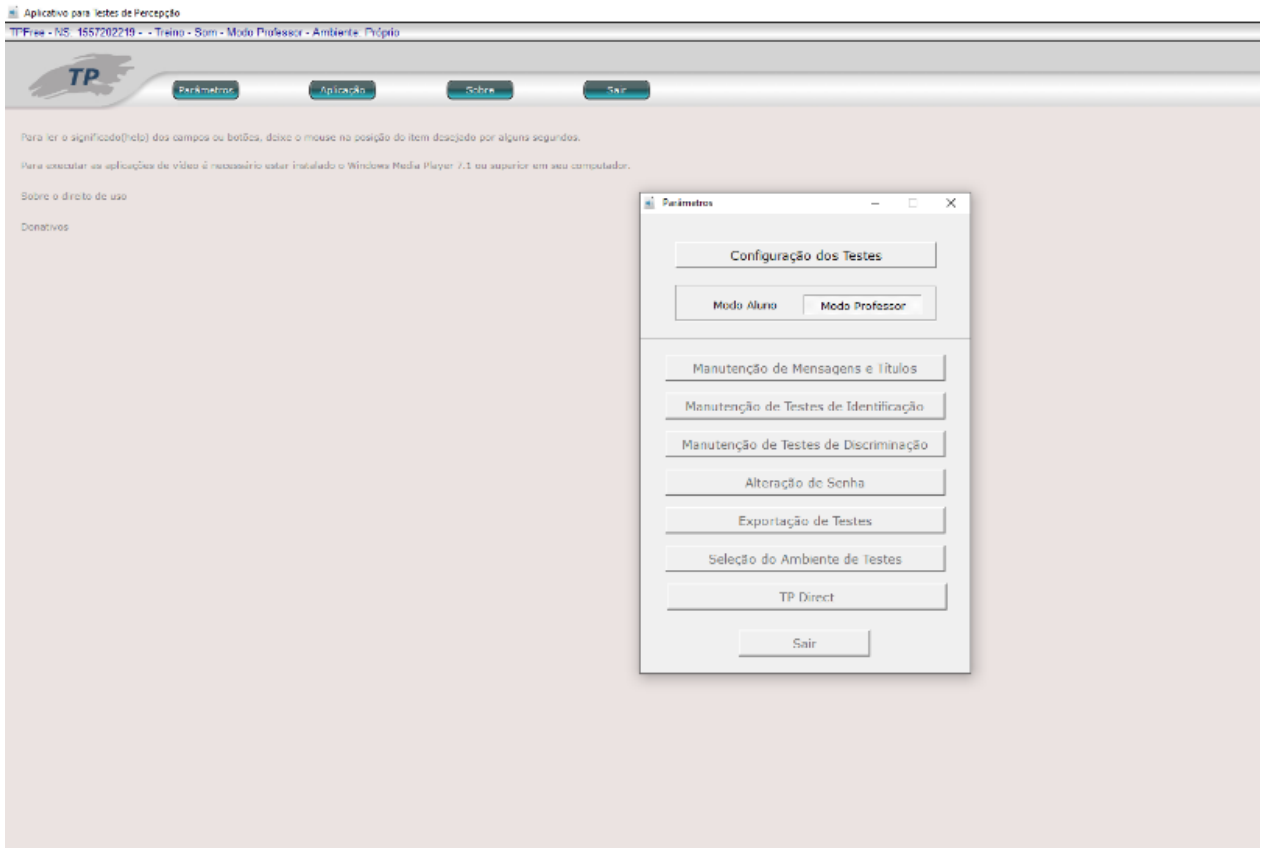 Aplicativo para Testes de Percepção
TPFree - NS: 1557202219 - - Treino - Som - Modo Professor - Ambiente: Próprio
TP
Parâmetros
Aplicação
Sobre
Sair
Para ler o significado(help) dos campos ou botões, deixe o mouse na posição do item desejado por alguns segundos.
Para executar as aplicações de vídeo é necessário estar instalado o Windows Media Player 7.1 ou superior em seu computador.
Sobre o direito de uso
Donativos
Parâmetros
Configuração dos Testes
Modo Aluno Modo Professor
Manutenção de Mensagens e Títulos
Manutenção de Testes de Identificação
Manutenção de Testes de Discriminação
Alteração de Senha
Exportação de Testes
Seleção do Ambiente de Testes
TP Direct
Sair